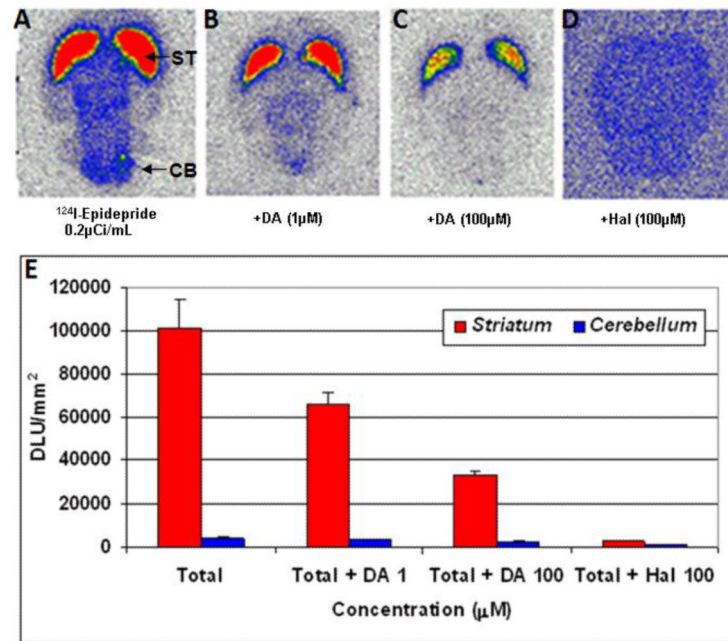 A
B
C
D
ST
CB
¹²⁴I-Epidepride
0.2µCi/mL
+DA (1µM)
+DA (100µM)
+Hal (100µM)
E
120000
100000
80000
60000
40000
20000
0
DLU/mm²
Striatum
Cerebellum
Total
Total + DA 1
Total + DA 100
Total + Hal 100
Concentration (µM)